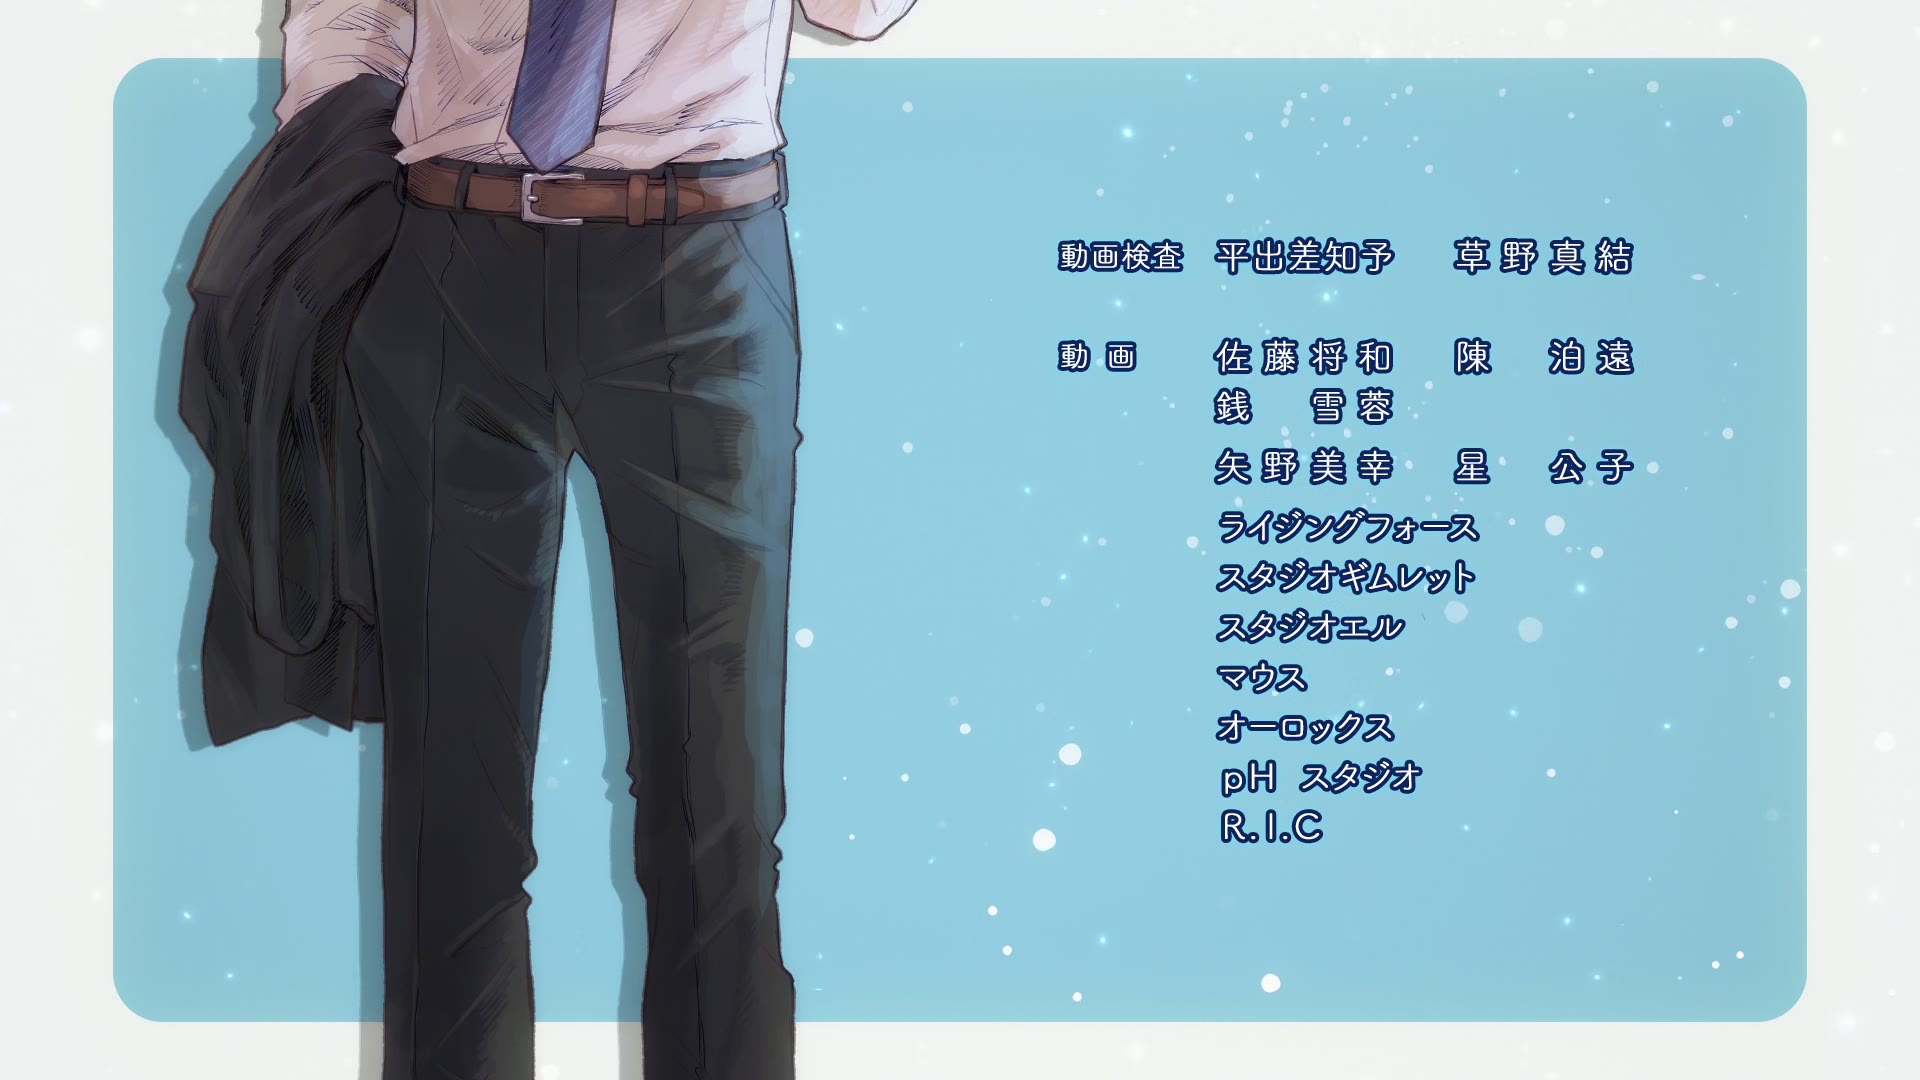 動画検査 平出差知予 草野真結
動画 佐藤将和 陳泊遠
銭雪蓉
矢野美幸 星公子
ライジングフォース
スタジオギムレット
スタジオエル
マウス
オーロックス
pH スタジオ
R.I.C